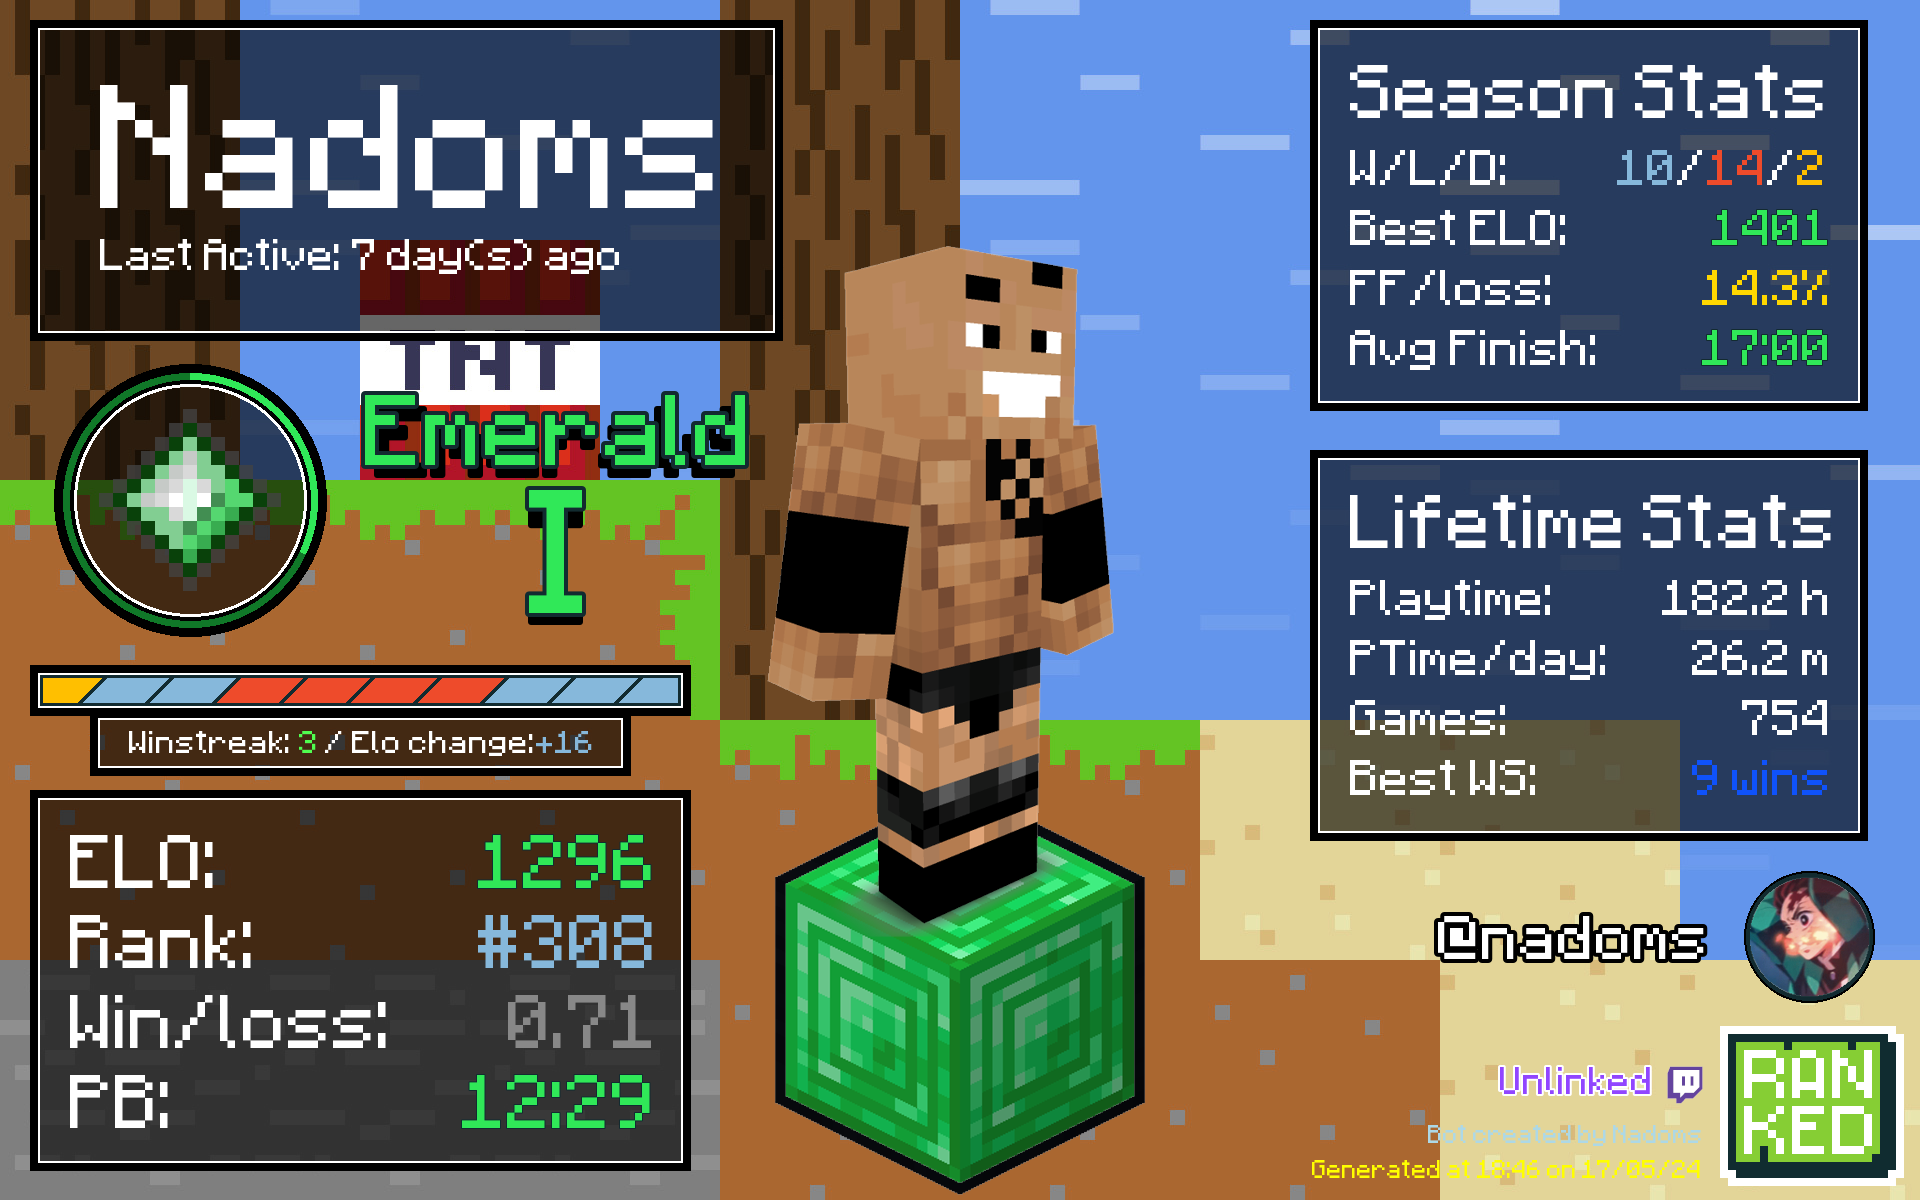 Nadoms
Last Active: 7 day(s) ago
TNT
Emerald
I
Winstreak: 3 / Elo change:+16
ELO: 1296
Rank: #308
Win/loss: 0.71
PB: 12:29
Season Stats
W/L/D: 10/14/2
Best ELO: 1401
FF/loss: 14.3%
Avg Finish: 17:00
Lifetime Stats
Playtime: 182.2 h
PTime/day: 26.2 m
Games: 754
Best WS: 9 wins
@nadoms
Unlinked
Bot created by Nadoms
Generated at 18:46 on 17/05/24
RAN
KED